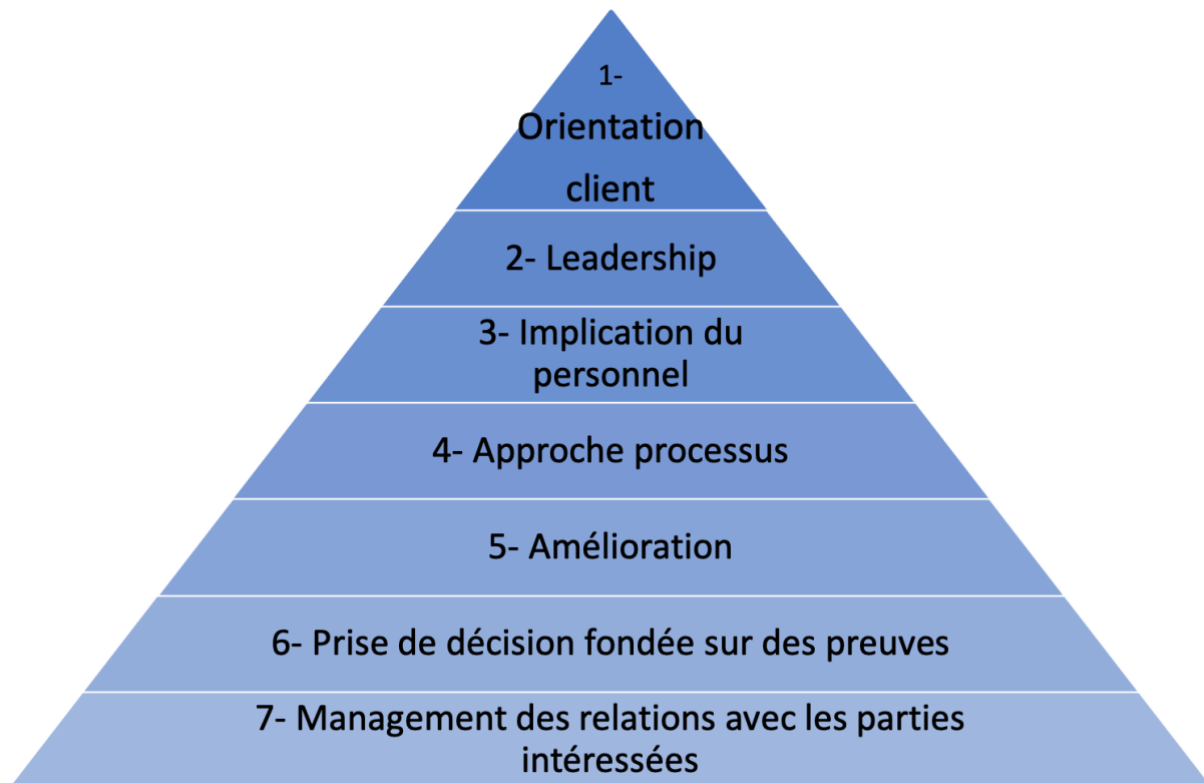 1-
Orientation
client
2- Leadership
3- Implication du
personnel
4- Approche processus
5- Amélioration
6- Prise de décision fondée sur des preuves
7- Management des relations avec les parties
intéressées